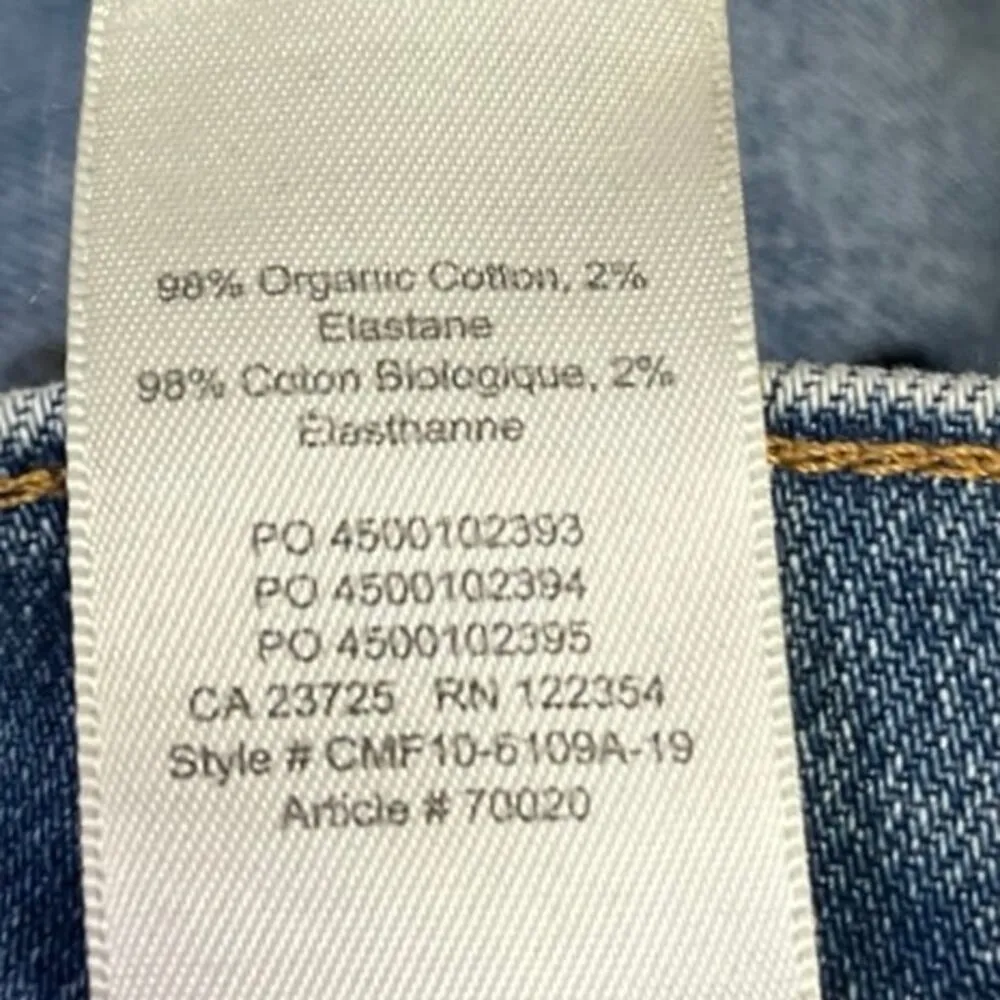 98% Organic Cotton, 2%
Elastane
98% Coton Biologique, 2%
Élasthanne
PO 4500102393
PO 4500102394
PO 4500102395
CA 23725 RN 122354
Style # CMF10-6109A-19
Article # 70020